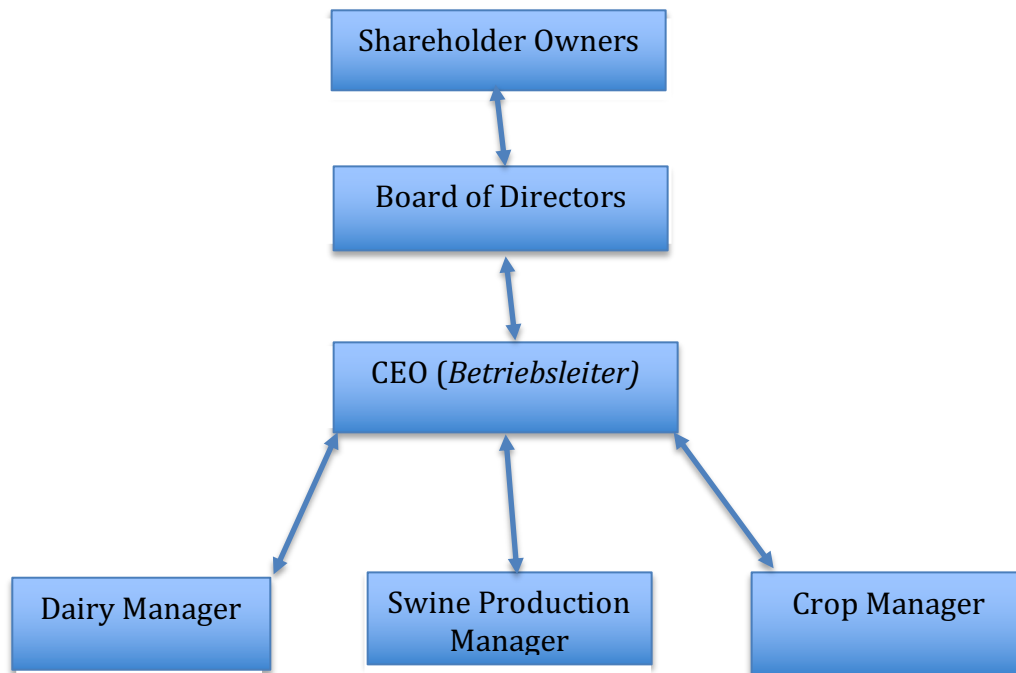 Shareholder Owners
Board of Directors
CEO (Betriebsleiter)
Dairy Manager
Swine Production
Manager
Crop Manager